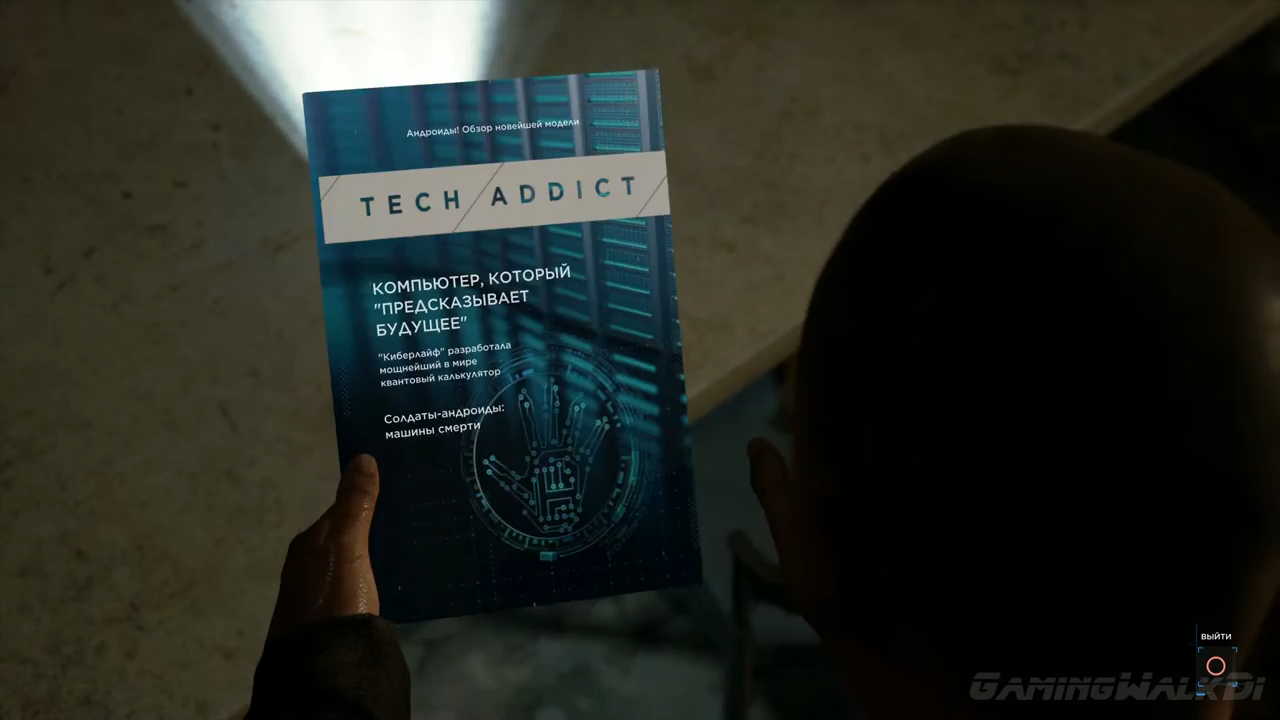 Андроиды! Обзор новейшей модели
TECH ADDICT
КОМПЬЮТЕР, КОТОРЫЙ
"ПРЕДСКАЗЫВАЕТ
БУДУЩЕЕ"
"Киберлайф" разработала
мощнейший в мире
квантовый калькулятор
Солдаты-андроиды:
машины смерти
ВЫЙТИ
GAMINGWALKDI